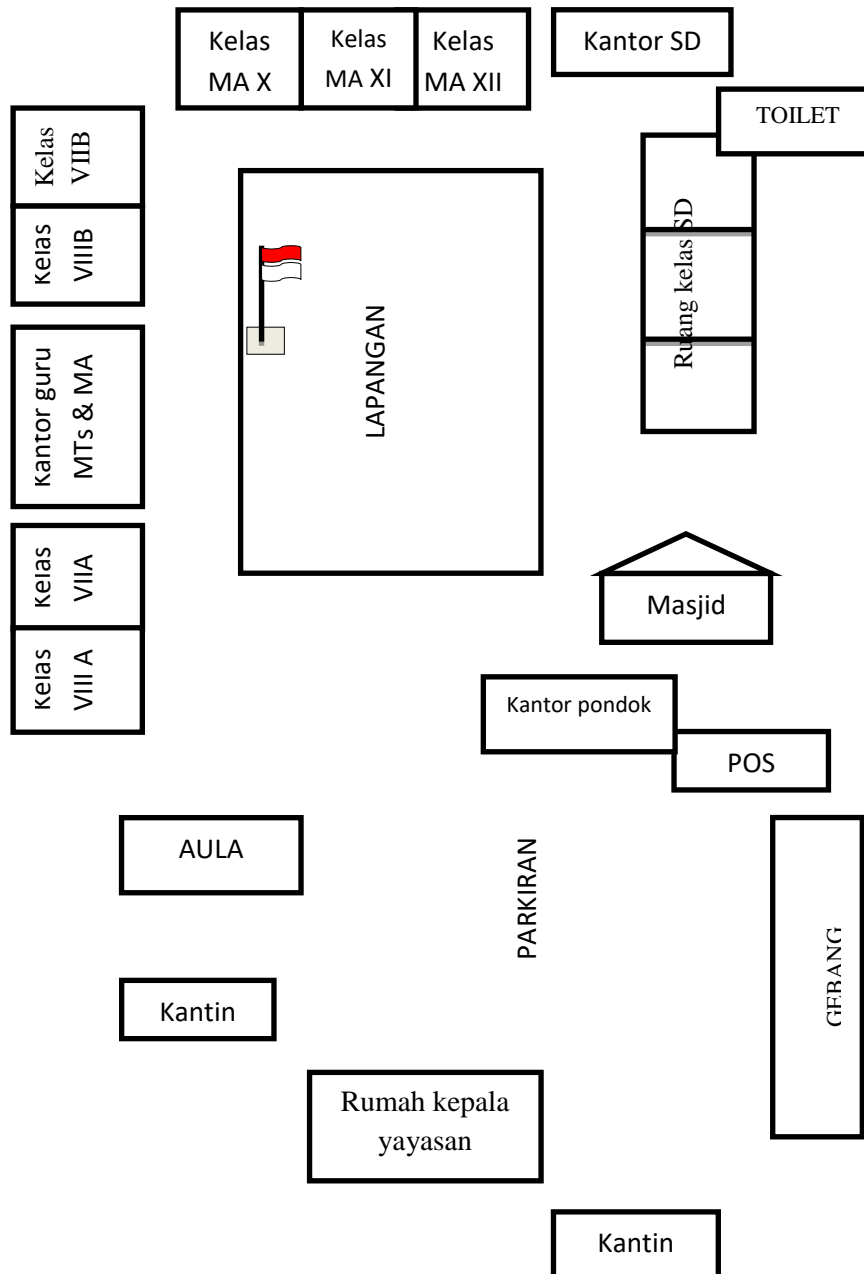 Kelas
MA X
Kelas
MA XI
Kelas
MA XII
Kantor SD
TOILET
Kelas
VIIB
Kelas
VIIIB
Kantor guru
MTs & MA
Kelas
VIIA
Kelas
VIII A
LAPANGAN
Ruang kelas SD
Masjid
Kantor pondok
POS
AULA
PARKIRAN
GEBANG
Kantin
Rumah kepala
yayasan
Kantin